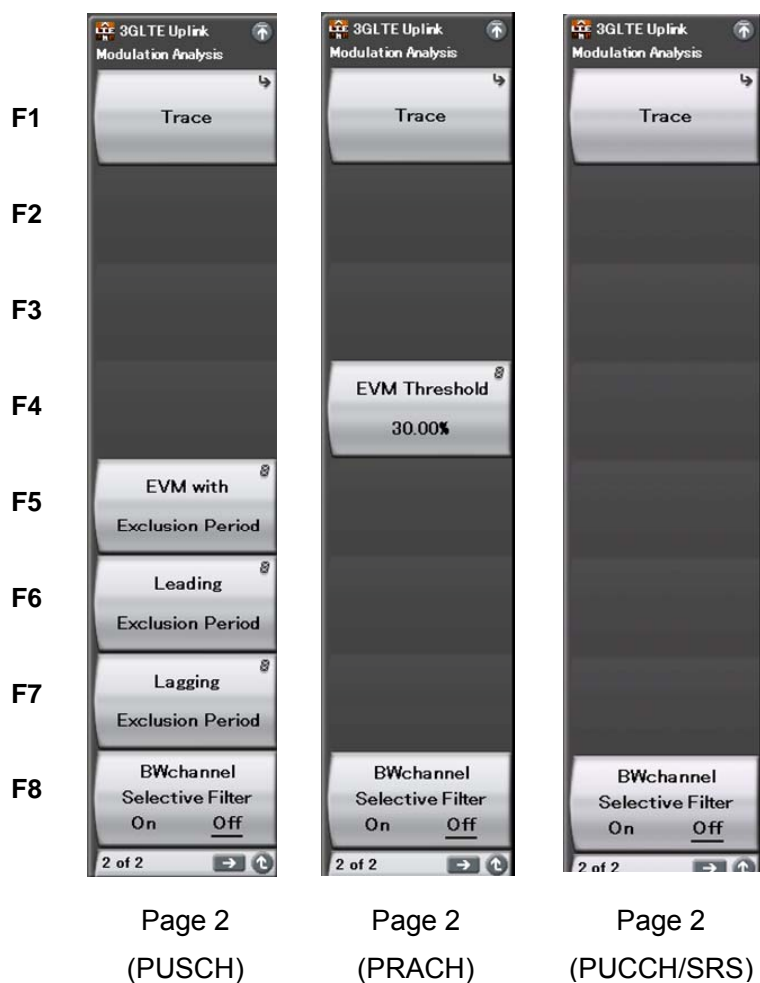 3GLTE Uplink
Modulation Analysis
Trace
EVM with
Exclusion Period
Leading
Exclusion Period
Lagging
Exclusion Period
BWchannel
Selective Filter
On Off
2 of 2
3GLTE Uplink
Modulation Analysis
Trace
EVM Threshold
30.00%
BWchannel
Selective Filter
On Off
2 of 2
3GLTE Uplink
Modulation Analysis
Trace
BWchannel
Selective Filter
On Off
2 of 2
F1
F2
F3
F4
F5
F6
F7
F8
Page 2
(PUSCH)
Page 2
(PRACH)
Page 2
(PUCCH/SRS)